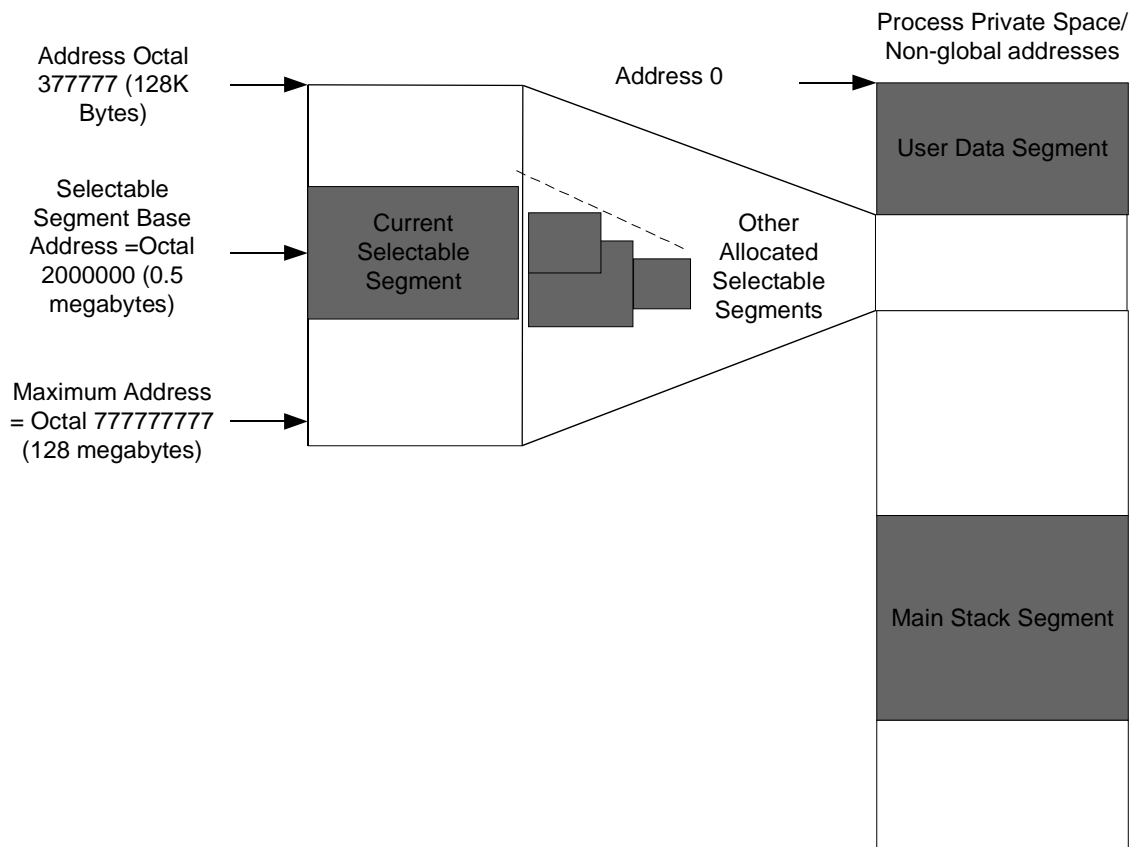 Process Private Space/
Non-global addresses
Address Octal
377777 (128K
Bytes)
Address 0
User Data Segment
Selectable
Segment Base
Address =Octal
2000000 (0.5
megabytes)
Current
Selectable
Segment
Other
Allocated
Selectable
Segments
Maximum Address
= Octal 777777777
(128 megabytes)
Main Stack Segment